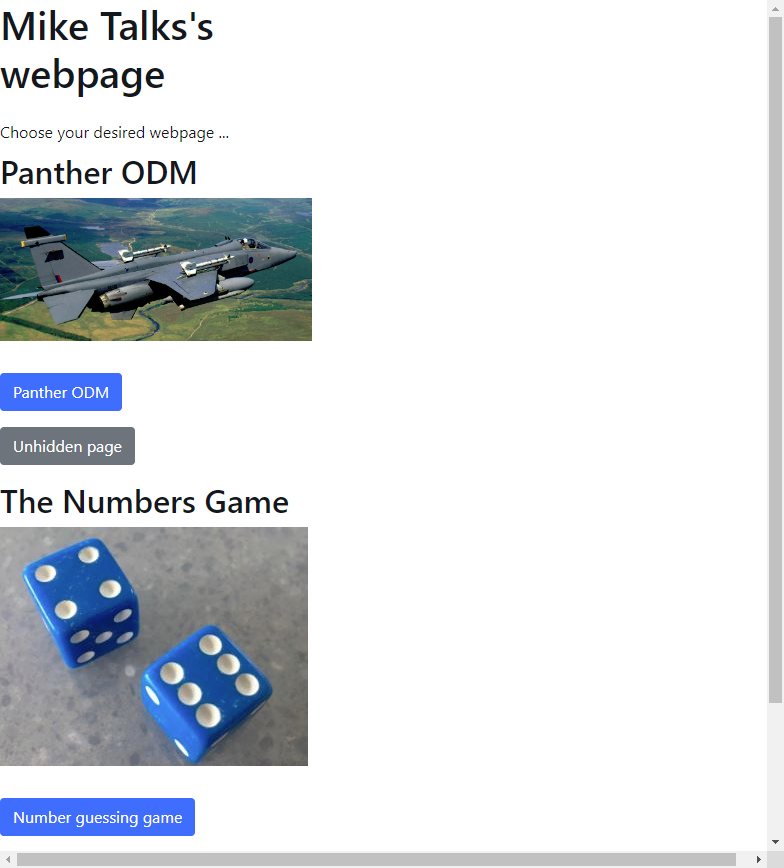 Mike Talks's
webpage
Choose your desired webpage ...
Panther ODM
Panther ODM
Unhidden page
The Numbers Game
Number guessing game